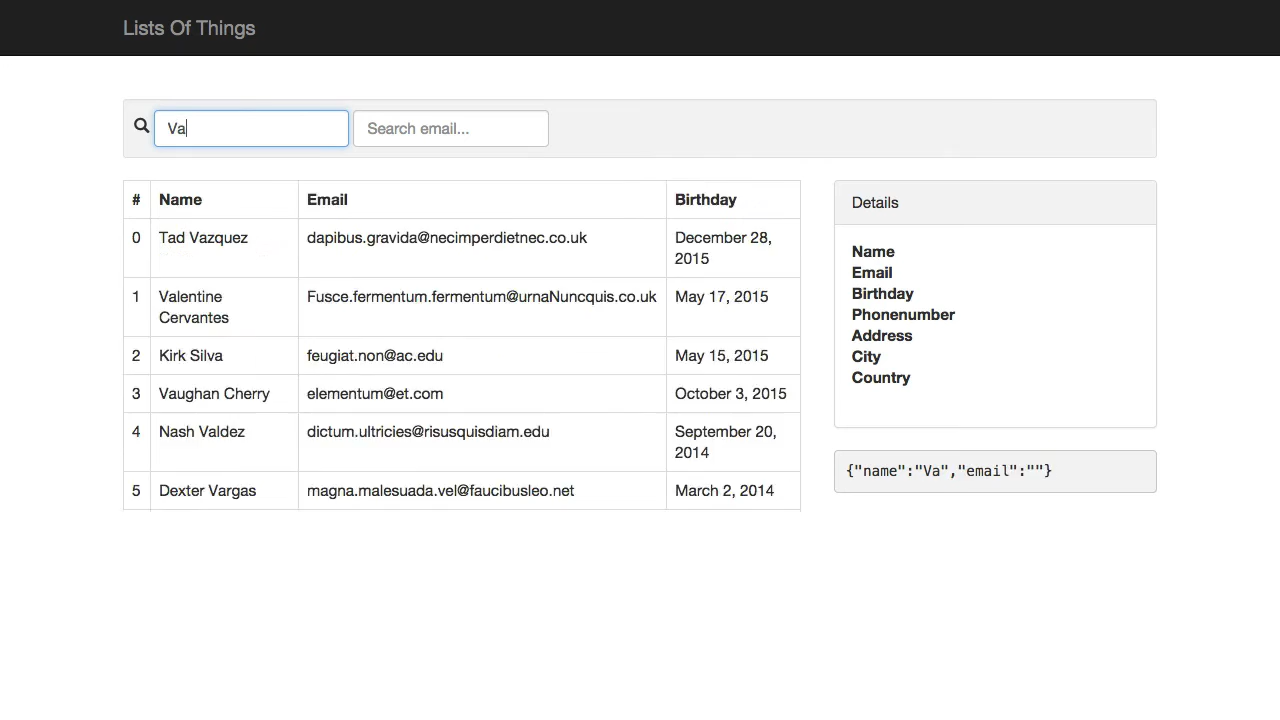 Lists Of Things
Va
Search email...
# Name Email Birthday
0 Tad Vazquez dapibus.gravida@necimperdietnec.co.uk December 28,
2015
1 Valentine Fusce.fermentum.fermentum@urnaNuncquis.co.uk May 17, 2015
Cervantes
2 Kirk Silva feugiat.non@ac.edu May 15, 2015
3 Vaughan Cherry elementum@et.com October 3, 2015
4 Nash Valdez dictum.ultricies@risusquisdiam.edu September 20,
2014
5 Dexter Vargas magna.malesuada.vel@faucibusleo.net March 2, 2014
Details
Name
Email
Birthday
Phonenumber
Address
City
Country
{"name":"Va","email":""}